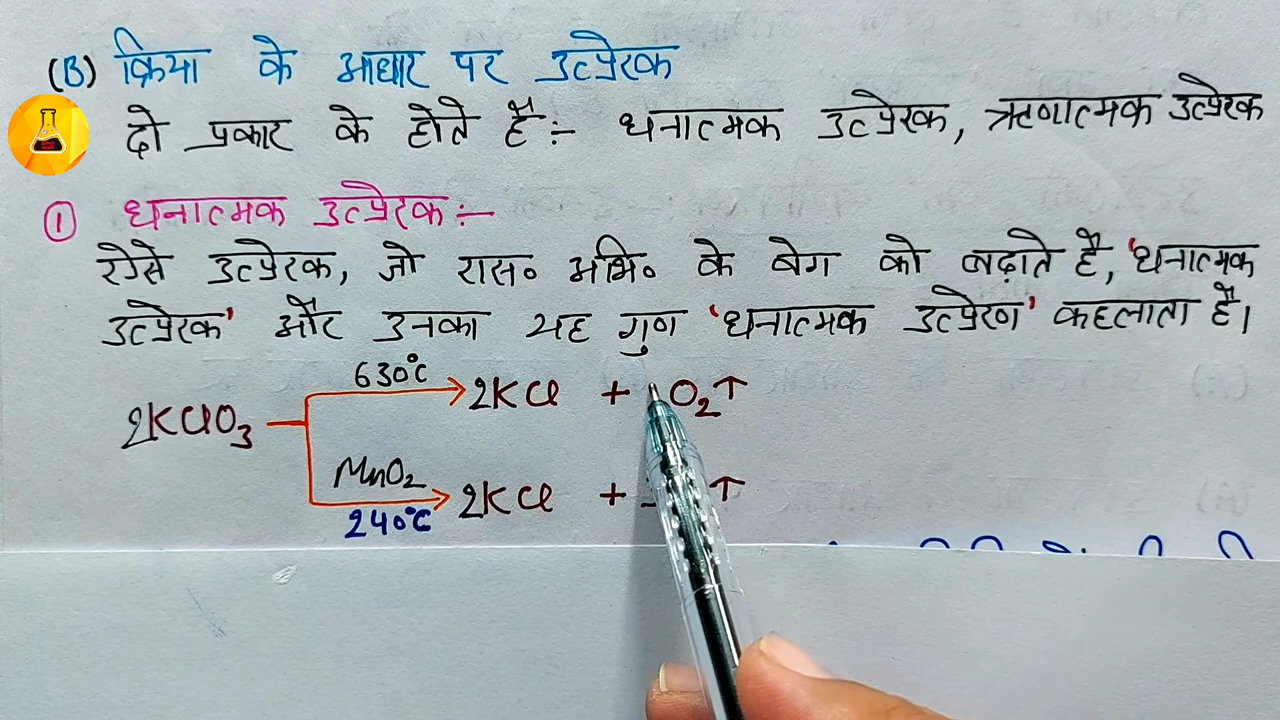 (B) क्रिया के आधार पर उत्प्रेरक
दो प्रकार के होते हैं:- धनात्मक उत्प्रेरक, ऋणात्मक उत्प्रेरक
① धनात्मक उत्प्रेरक:-
ऐसे उत्प्रेरक, जो रास० अभि० के वेग को बढ़ाते है, 'धनात्मक
उत्प्रेरक' और उनका यह गुण 'धनात्मक उत्प्रेरण' कहलाता है।
630°C
2KClO₃ 2KCl + O₂↑
MnO₂
240°C 2KCl + ↑